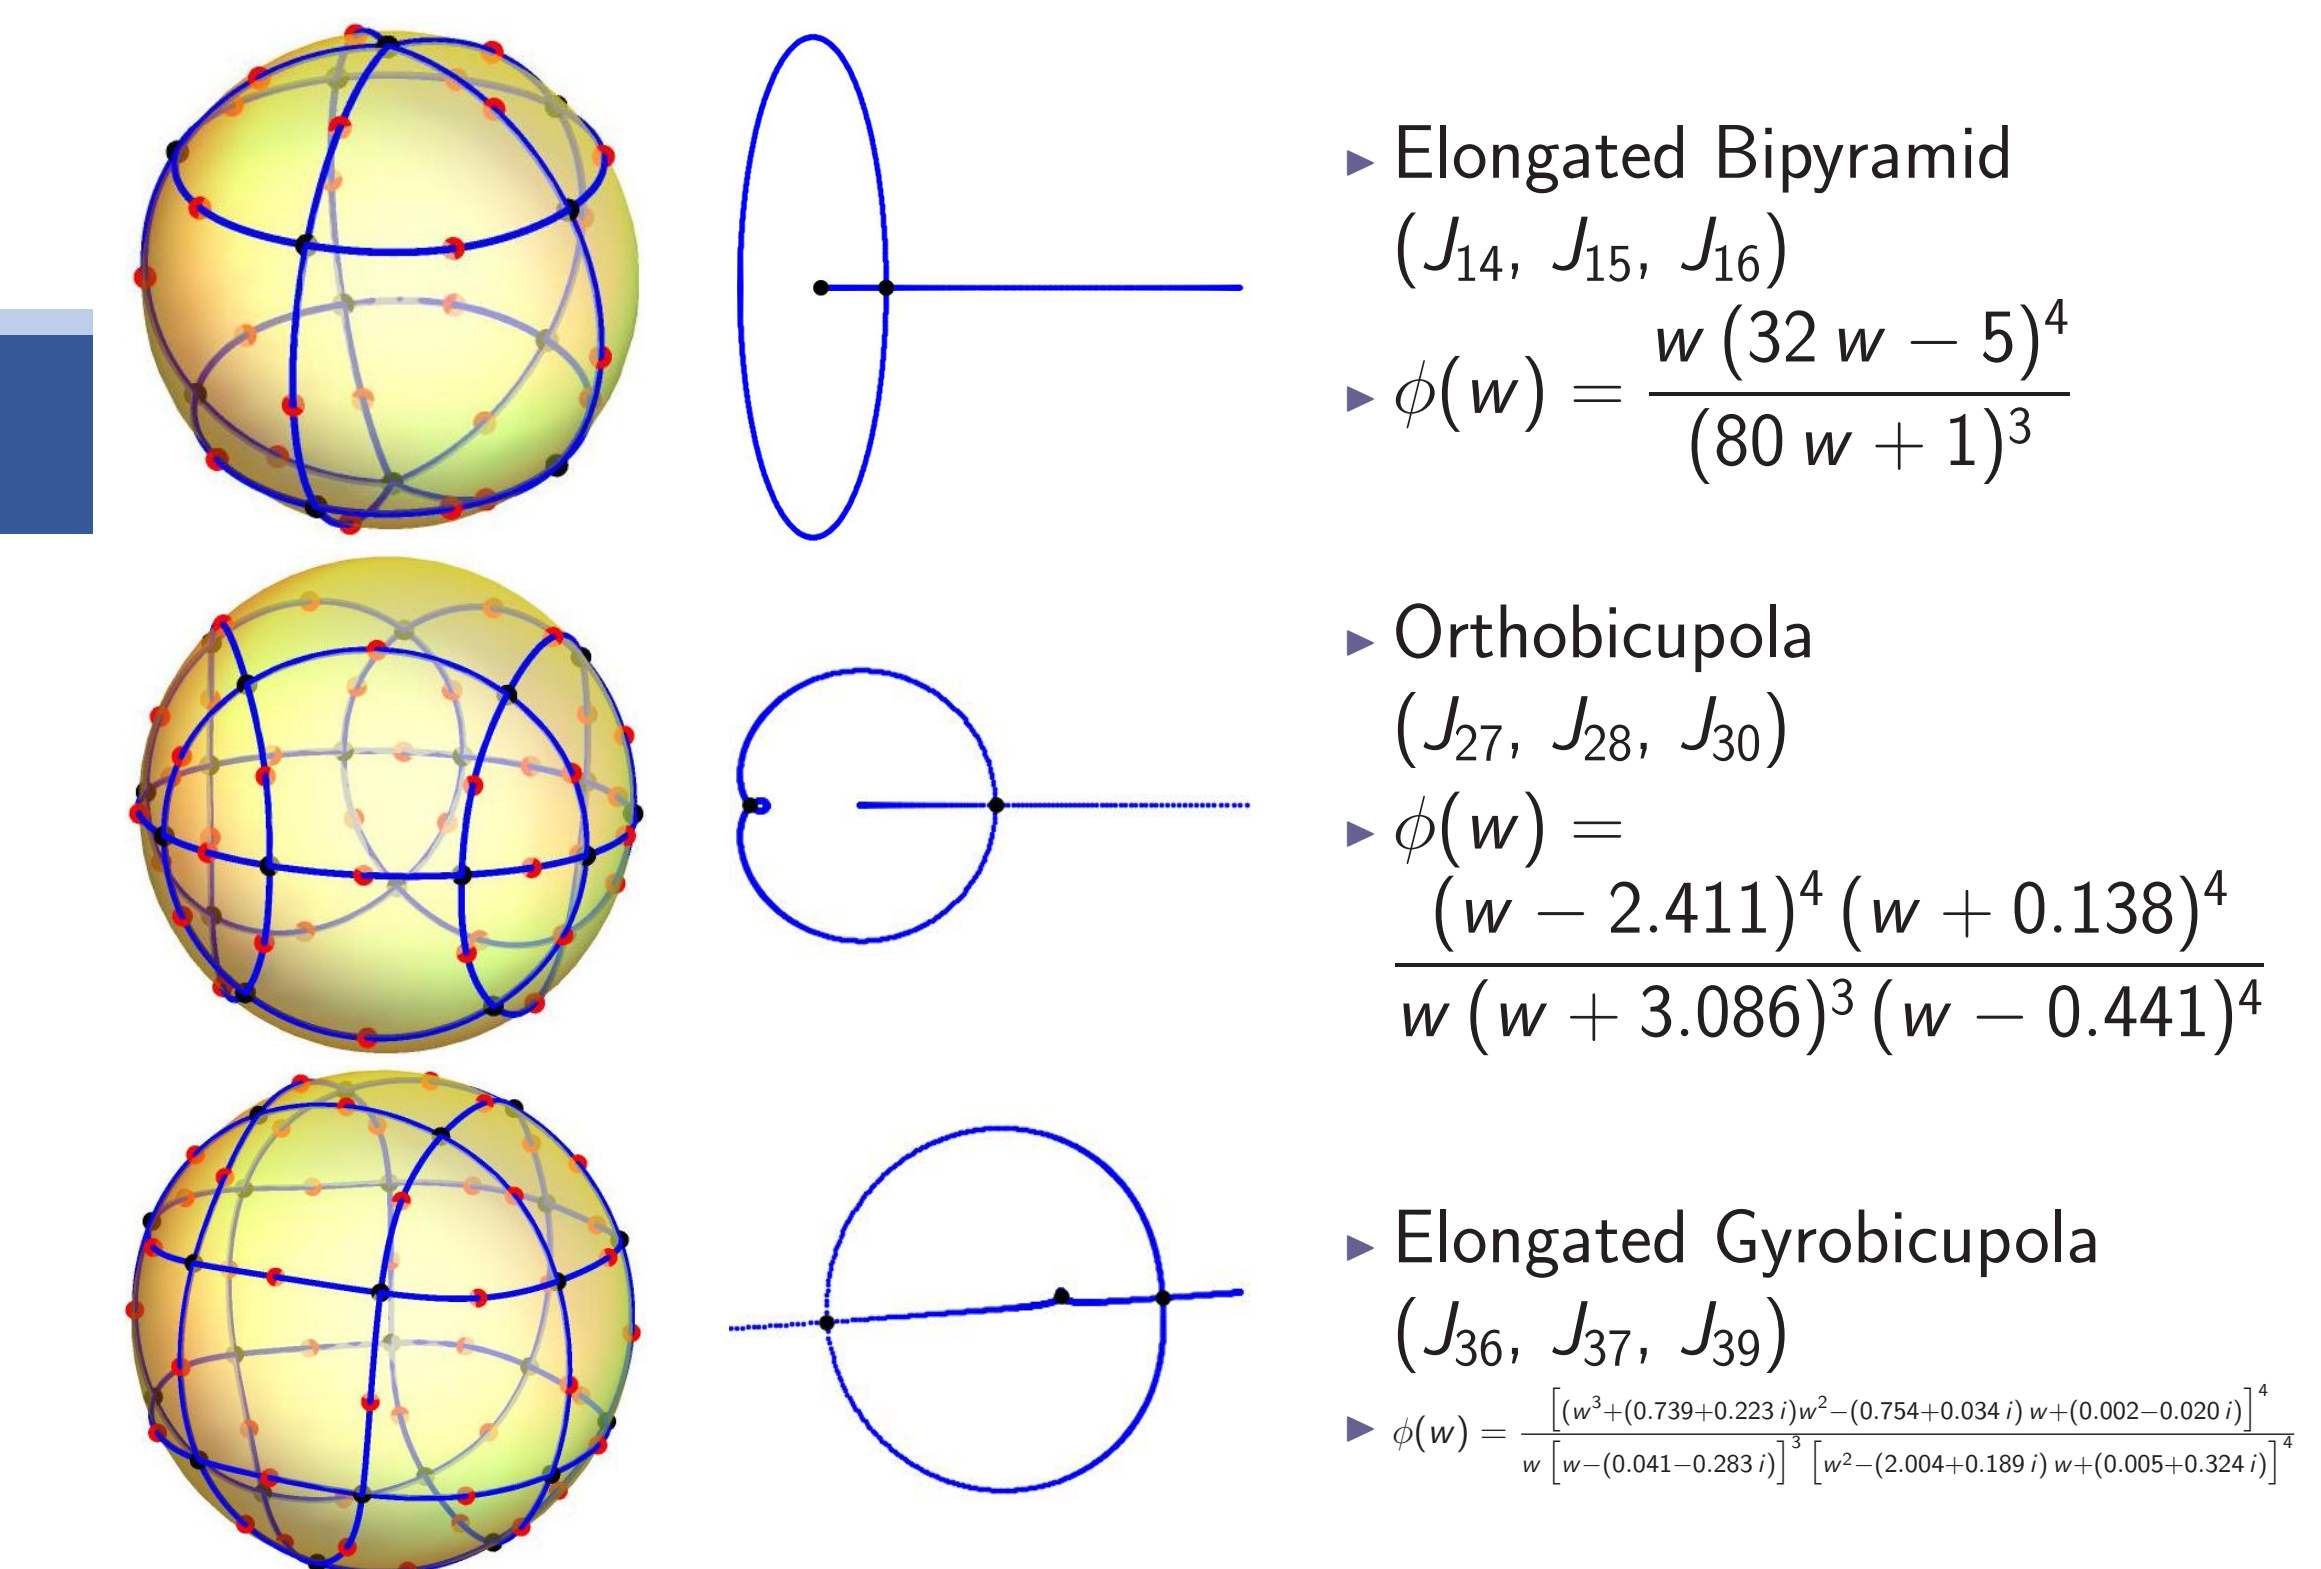 ▶ Elongated Bipyramid
(J₁₄, J₁₅, J₁₆)
▶ ϕ(w) = w (32 w − 5)⁴ / (80 w + 1)³
▶ Orthobicupola
(J₂₇, J₂₈, J₃₀)
▶ ϕ(w) =
(w − 2.411)⁴ (w + 0.138)⁴ / w (w + 3.086)³ (w − 0.441)⁴
▶ Elongated Gyrobicupola
(J₃₆, J₃₇, J₃₉)
▶ ϕ(w) = [(w³+(0.739+0.223 i)w²−(0.754+0.034 i) w+(0.002−0.020 i)]⁴ / w [w−(0.041−0.283 i)]³ [w²−(2.004+0.189 i) w+(0.005+0.324 i)]⁴